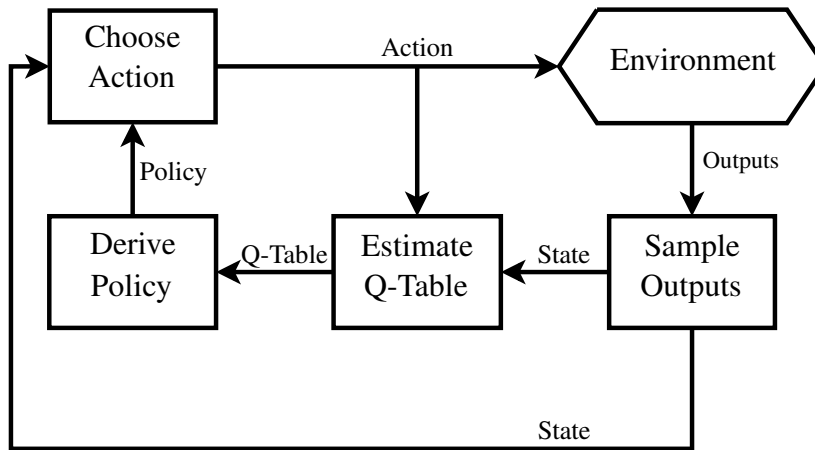 Choose
Action
Action
Environment
Policy
Outputs
Derive
Policy
Q-Table
Estimate
Q-Table
State
Sample
Outputs
State